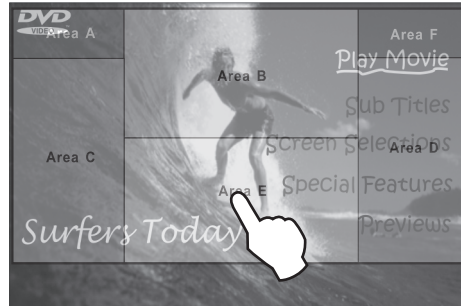 DVD
VIDEO
Area A
Area F
Play Movie
Area B
Sub Titles
Screen Selections
Area D
Area C
Area E
Special Features
Surfers Today
Previews